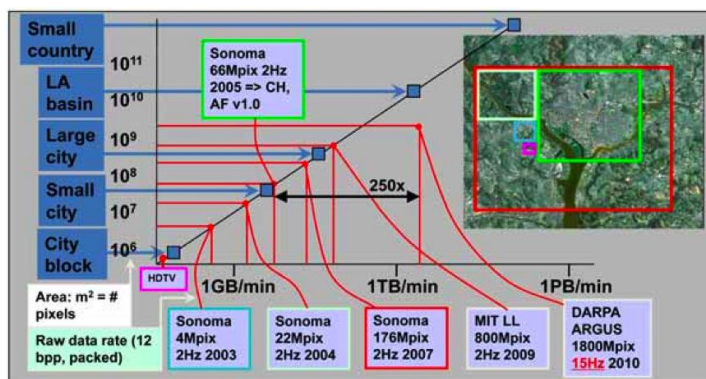 Small
country
10¹¹
LA
basin
10¹⁰
Large
city
10⁹
10⁸
Small
city
10⁷
City
block
10⁶
Sonoma
66Mpix 2Hz
2005 => CH,
AF v1.0
250x
HDTV
1GB/min
1TB/min
1PB/min
Area: m² = #
pixels
Raw data rate (12
bpp, packed)
Sonoma
4Mpix
2Hz 2003
Sonoma
22Mpix
2Hz 2004
Sonoma
176Mpix
2Hz 2007
MIT LL
800Mpix
2Hz 2009
DARPA
ARGUS
1800Mpix
15Hz 2010